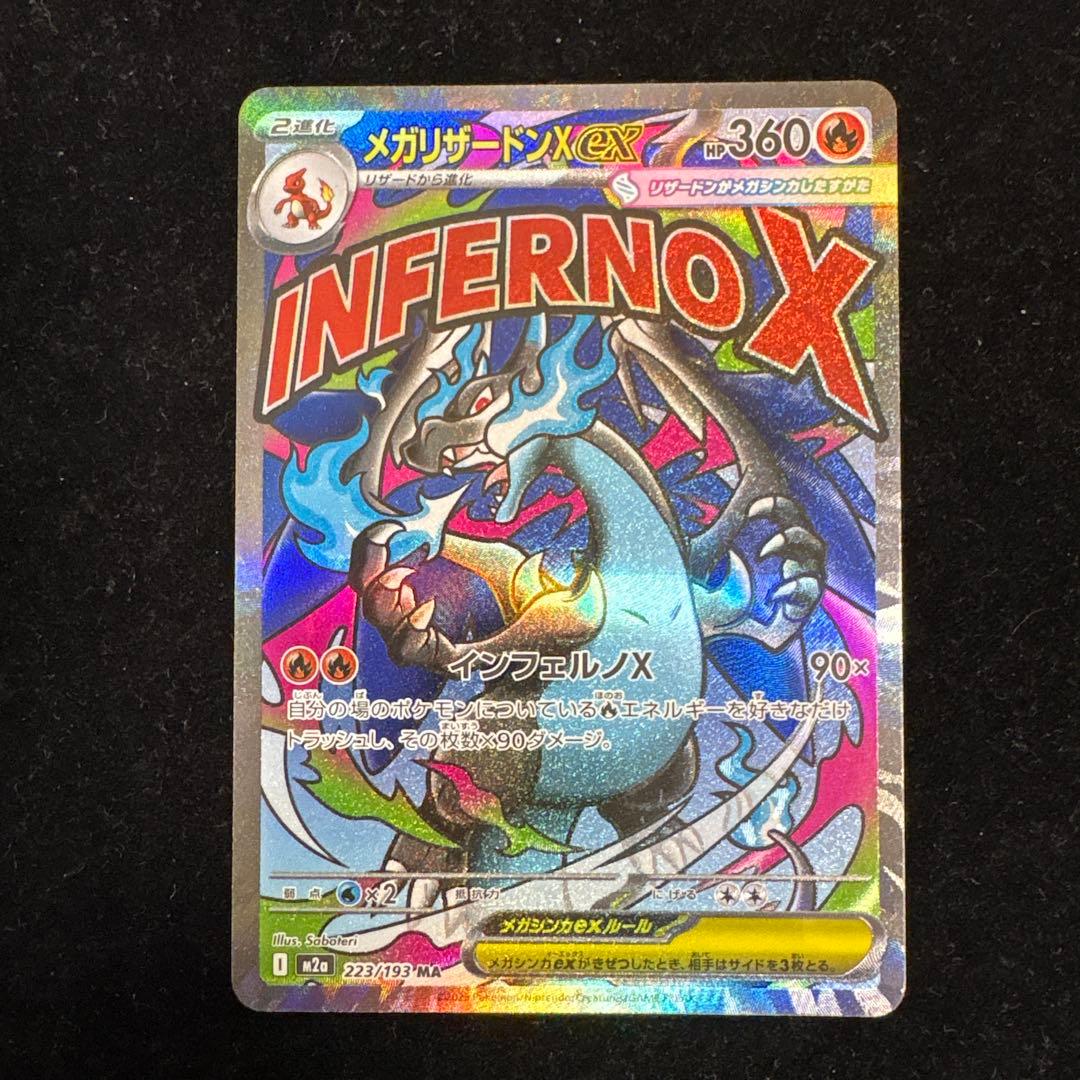 2進化
メガリザードンXex
HP360
リザードから進化
リザードンがメガシンカしたすがた
INFERNO X
インフェルノX 90×
自分の場のポケモンについているエネルギーを好きなだけ
トラッシュし、その枚数×90ダメージ。
弱点 ×2 抵抗力 にげる
Illus. Saboteri
メガシンカexルール
メガシンカexがきぜつしたとき、相手はサイドを3枚とる。
I m2a 223/193 MA
©2025 Pokémon/Nintendo/Creatures/GAME FREAK